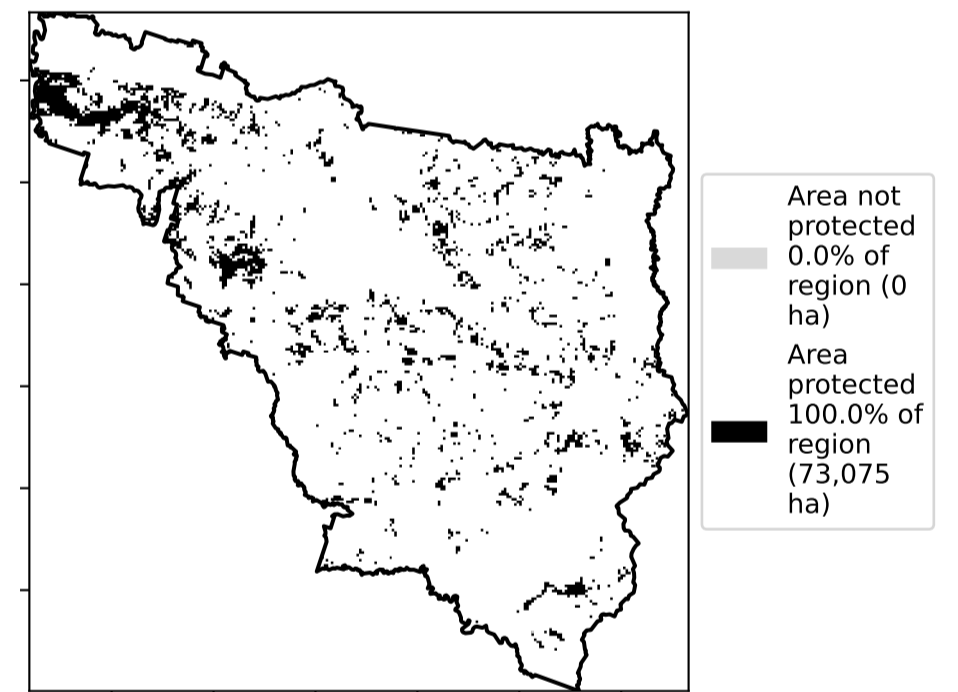 Area not
protected
0.0% of
region (0
ha)
Area
protected
100.0% of
region
(73,075
ha)